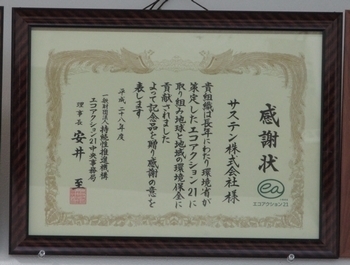 感謝状
ea
エコアクション21
サステン株式会社 様
貴組織は長年にわたり環境省が
策定したエコアクション21に
取り組み地球と地域の環境保全に
貢献されました
よって記念品を贈り感謝の意を
表します
平成二十八年度
一般財団法人 持続性推進機構
エコアクション21中央事務局
理事長 安井 至